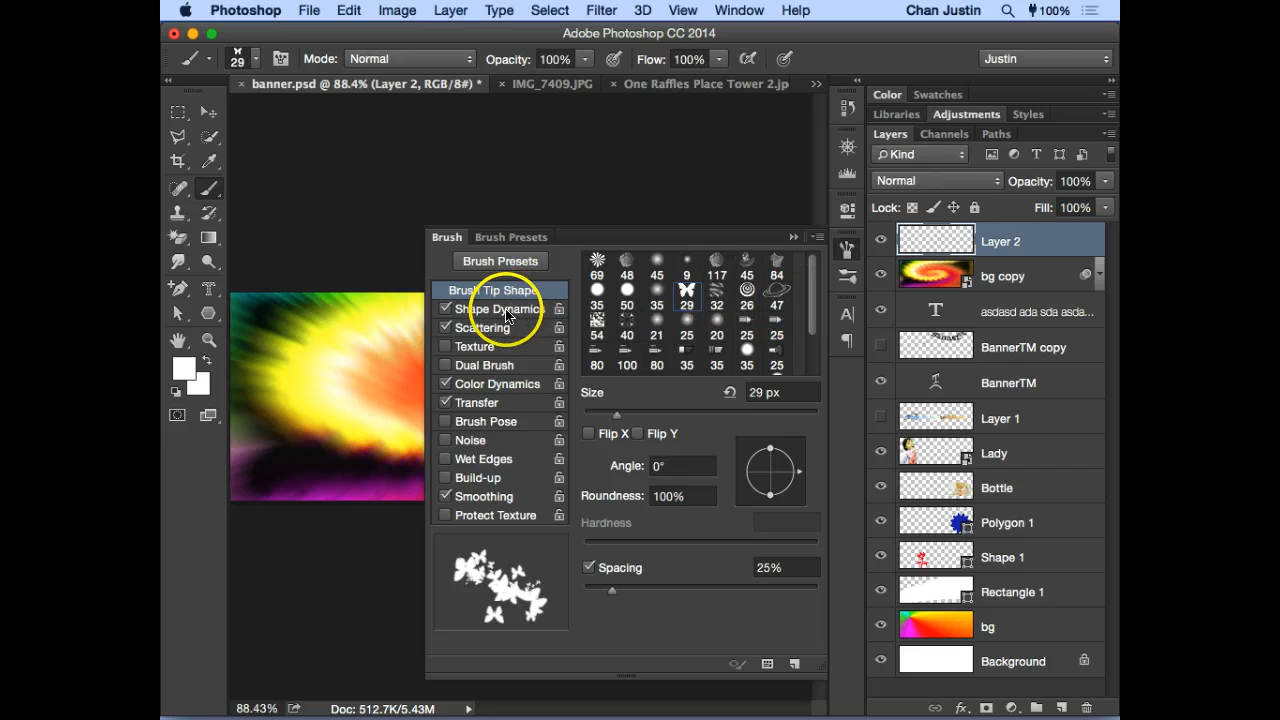 Photoshop File Edit Image Layer Type Select Filter 3D View Window Help Chan Justin 100%
Adobe Photoshop CC 2014
29 Mode: Normal Opacity: 100% Flow: 100% Justin
banner.psd @ 88.4% (Layer 2, RGB/8#) * IMG_7409.JPG One Raffles Place Tower 2.jp
Color Swatches
Libraries Adjustments Styles
Layers Channels Paths
Kind
Normal Opacity: 100%
Lock: Fill: 100%
Layer 2
bg copy
asdasd ada sda asda...
BannerTM copy
BannerTM
Layer 1
Lady
Bottle
Polygon 1
Shape 1
Rectangle 1
bg
Background
Brush Brush Presets
Brush Presets
Brush Tip Shape
Shape Dynamics
Scattering
Texture
Dual Brush
Color Dynamics
Transfer
Brush Pose
Noise
Wet Edges
Build-up
Smoothing
Protect Texture
69 48 45 9 117 45 84
35 50 35 29 32 26 47
54 40 21 25 20 25 25
80 100 80 35 35 35 25
Size 29 px
Flip X Flip Y
Angle: 0°
Roundness: 100%
Hardness
Spacing 25%
88.43% Doc: 512.7K/5.43M